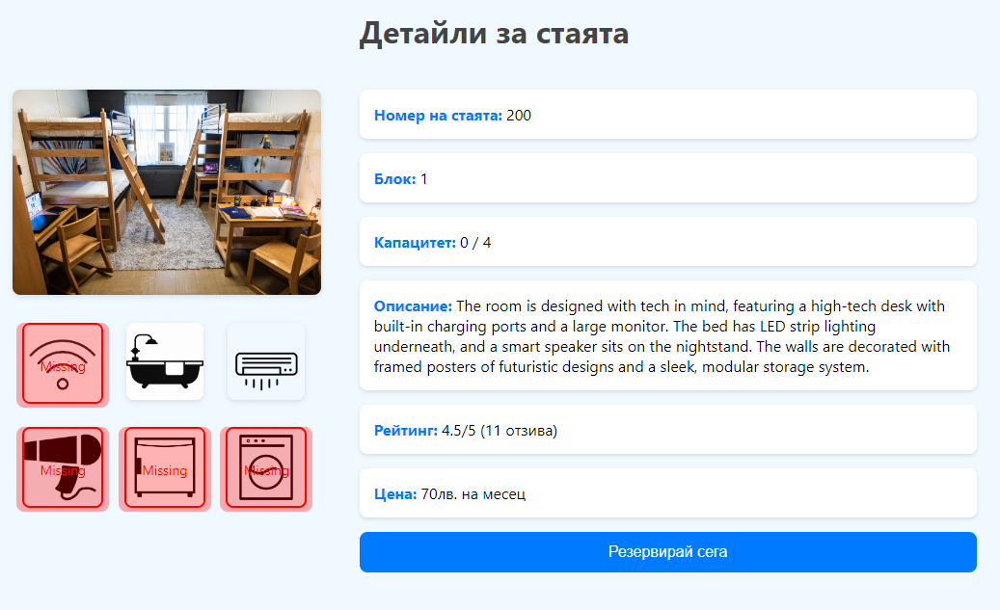 Детайли за стаята
Номер на стаята: 200
Блок: 1
Капацитет: 0 / 4
Описание: The room is designed with tech in mind, featuring a high-tech desk with
built-in charging ports and a large monitor. The bed has LED strip lighting
underneath, and a smart speaker sits on the nightstand. The walls are decorated with
framed posters of futuristic designs and a sleek, modular storage system.
Рейтинг: 4.5/5 (11 отзива)
Цена: 70лв. на месец
Резервирай сега
Missing
Missing
Missing
Missing